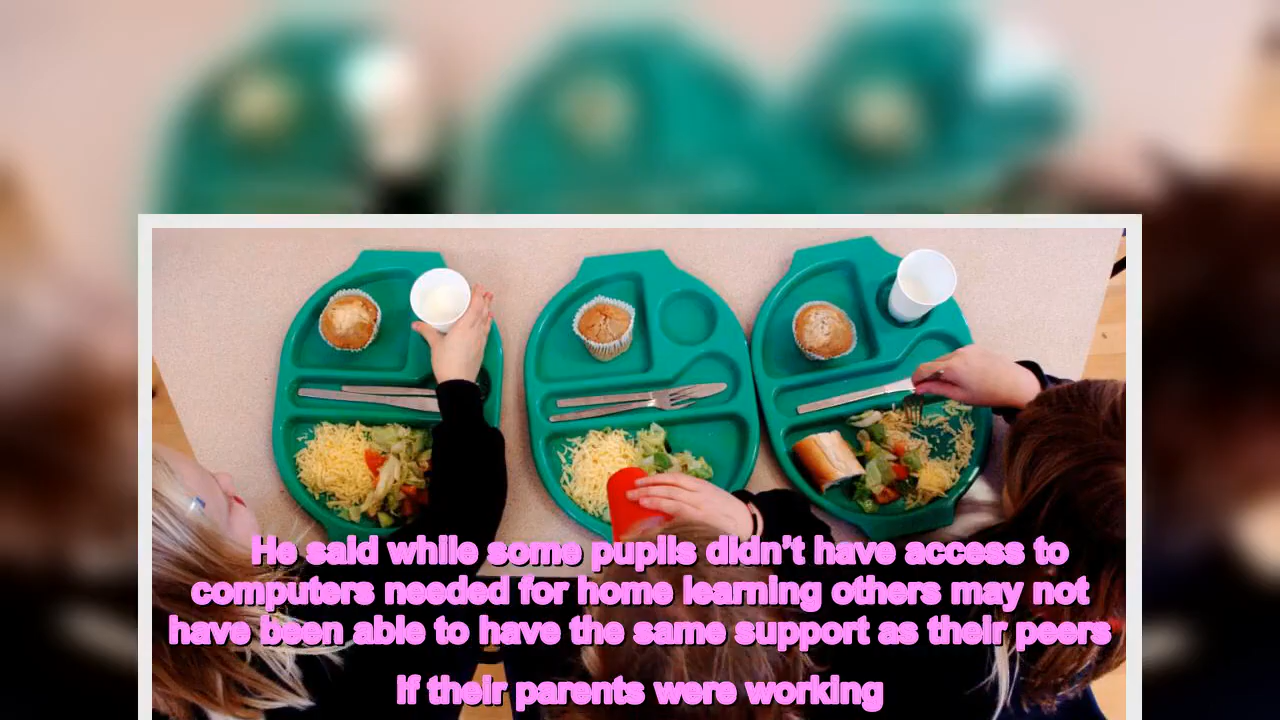 He said while some pupils didn't have access to
computers needed for home learning others may not
have been able to have the same support as their peers
if their parents were working